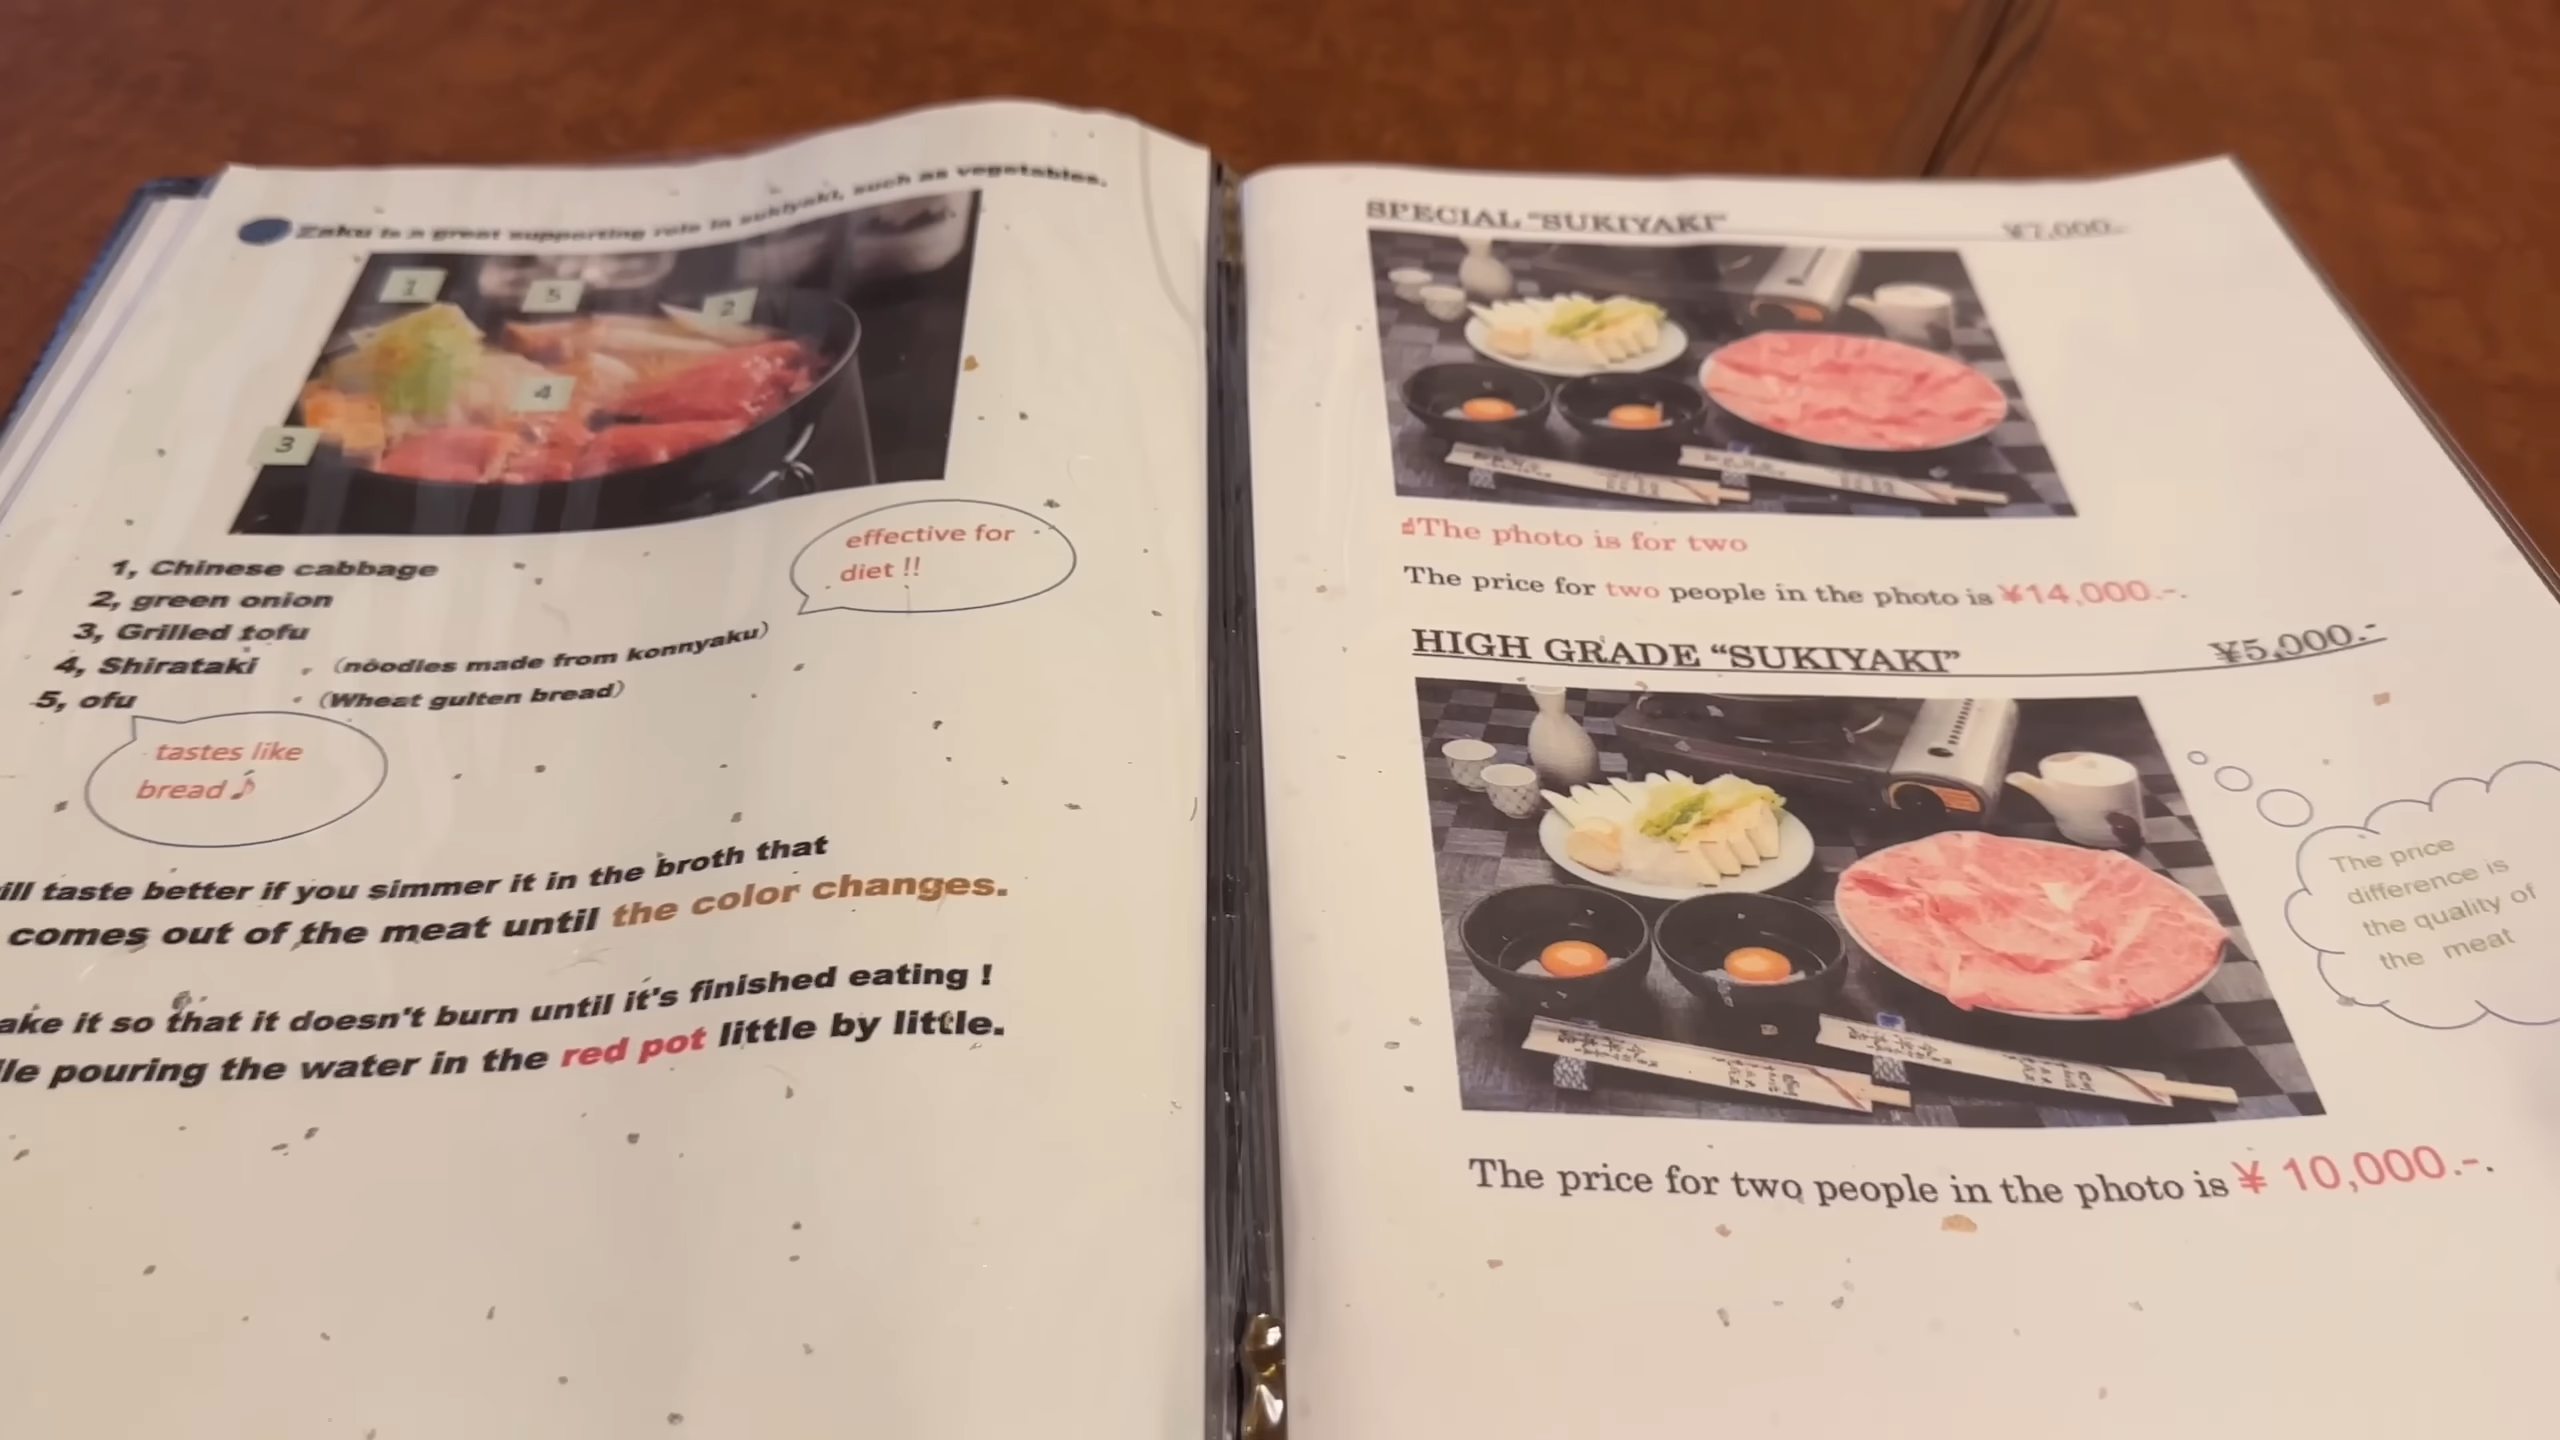 Zaku is a great supporting role in sukiyaki, such as vegetables.
1
5
2
4
3
effective for
diet !!
1, Chinese cabbage
2, green onion
3, Grilled tofu
4, Shirataki (noodles made from konnyaku)
5, ofu (Wheat gulten bread)
tastes like
bread♪
ill taste better if you simmer it in the broth that
comes out of the meat until the color changes.
ake it so that it doesn't burn until it's finished eating !
le pouring the water in the red pot little by little.
SPECIAL “SUKIYAKI” ¥7,000.-
The photo is for two
The price for two people in the photo is ¥14,000.-.
HIGH GRADE “SUKIYAKI” ¥5,000.-
The price
difference is
the quality of
the meat
The price for two people in the photo is ¥ 10,000.-.